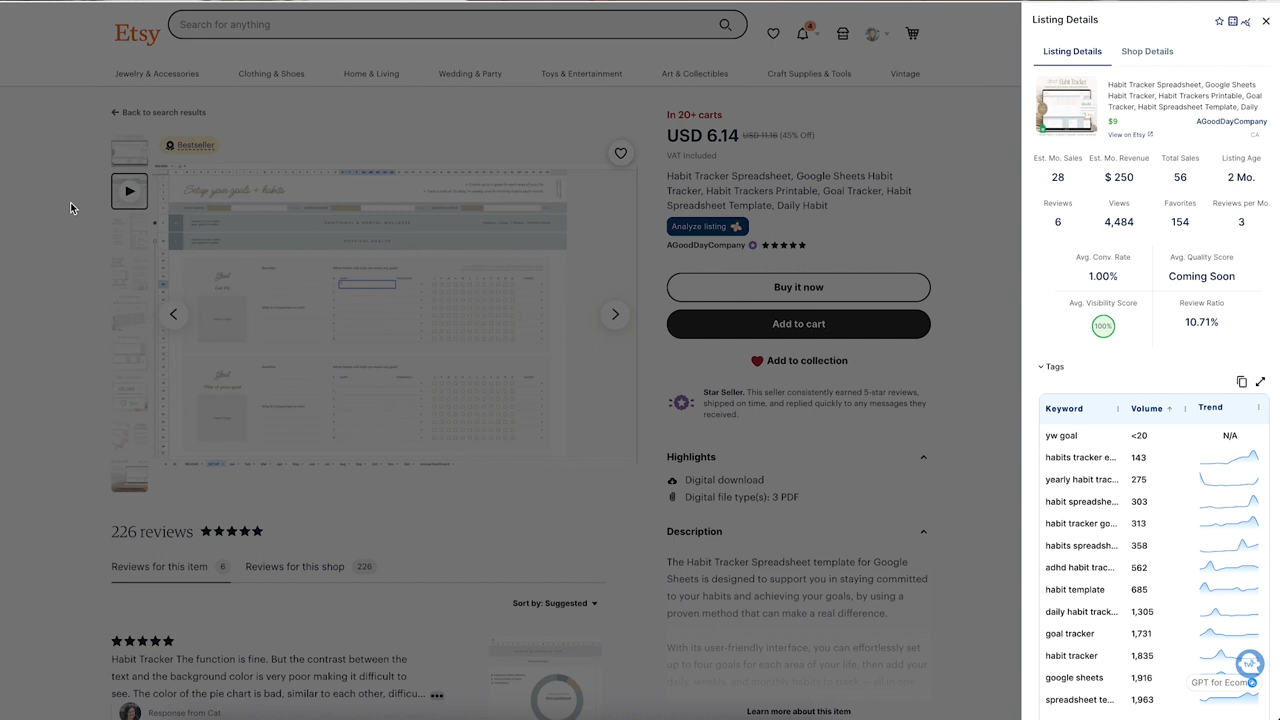 Etsy
Search for anything
4
Jewelry & Accessories
Clothing & Shoes
Home & Living
Wedding & Party
Toys & Entertainment
Art & Collectibles
Craft Supplies & Tools
Vintage
Back to search results
Bestseller
Setup your goals + habits
In 20+ carts
USD 6.14 USD 11.16 (45% Off)
VAT Included
Habit Tracker Spreadsheet, Google Sheets Habit
Tracker, Habit Trackers Printable, Goal Tracker, Habit
Spreadsheet Template, Daily Habit
Analyze listing
AGoodDayCompany
Buy it now
Add to cart
Add to collection
Star Seller. This seller consistently earned 5-star reviews,
shipped on time, and replied quickly to any messages they
received.
Highlights
Digital download
Digital file type(s): 3 PDF
Description
The Habit Tracker Spreadsheet template for Google
Sheets is designed to support you in staying committed
to your habits and achieving your goals, by using a
proven method that can make a real difference.
With its user-friendly interface, you can effortlessly set
up to four goals for each area of your life, then add your
daily, weekly, and monthly habits to track — all in one
Learn more about this item
226 reviews
Reviews for this item 6
Reviews for this shop 226
Sort by: Suggested
Habit Tracker The function is fine. But the contrast between the
text and the background color is very poor making it difficult to
see. The color of the pie chart is bad, similar to each other, difficu...
Response from Cat
Listing Details
Listing Details
Shop Details
Habit Tracker Spreadsheet, Google Sheets
Habit Tracker, Habit Trackers Printable, Goal
Tracker, Habit Spreadsheet Template, Daily
$9
AGoodDayCompany
View on Etsy
CA
Est. Mo. Sales Est. Mo. Revenue Total Sales Listing Age
28 $ 250 56 2 Mo.
Reviews Views Favorites Reviews per Mo.
6 4,484 154 3
Avg. Conv. Rate Avg. Quality Score
1.00% Coming Soon
Avg. Visibility Score Review Ratio
100% 10.71%
Tags
Keyword Volume Trend
yw goal <20 N/A
habits tracker e... 143
yearly habit trac... 275
habit spreadshe... 303
habit tracker go... 313
habits spreadsh... 358
adhd habit trac... 562
habit template 685
daily habit track... 1,305
goal tracker 1,731
habit tracker 1,835
google sheets 1,916
GPT for Ecom
spreadsheet te... 1,963